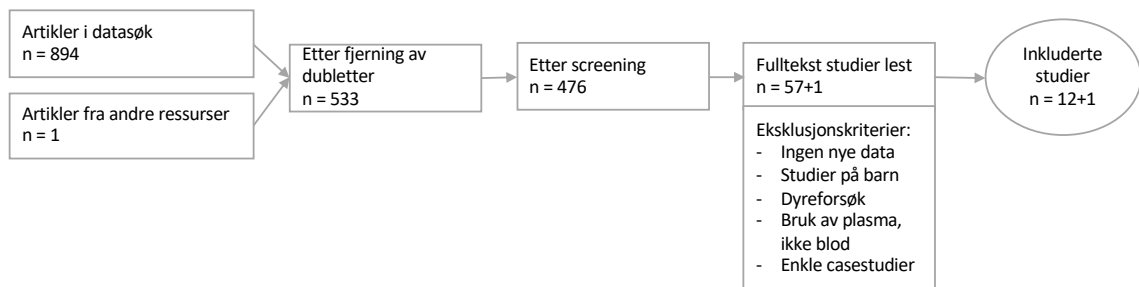 Artikler i datasøk
n = 894
Artikler fra andre ressurser
n = 1
Etter fjerning av
dubletter
n = 533
Etter screening
n = 476
Fulltekst studier lest
n = 57+1
Eksklusjonskriterier:
- Ingen nye data
- Studier på barn
- Dyreforsøk
- Bruk av plasma,
ikke blod
- Enkle casestudier
Inkluderte
studier
n = 12+1